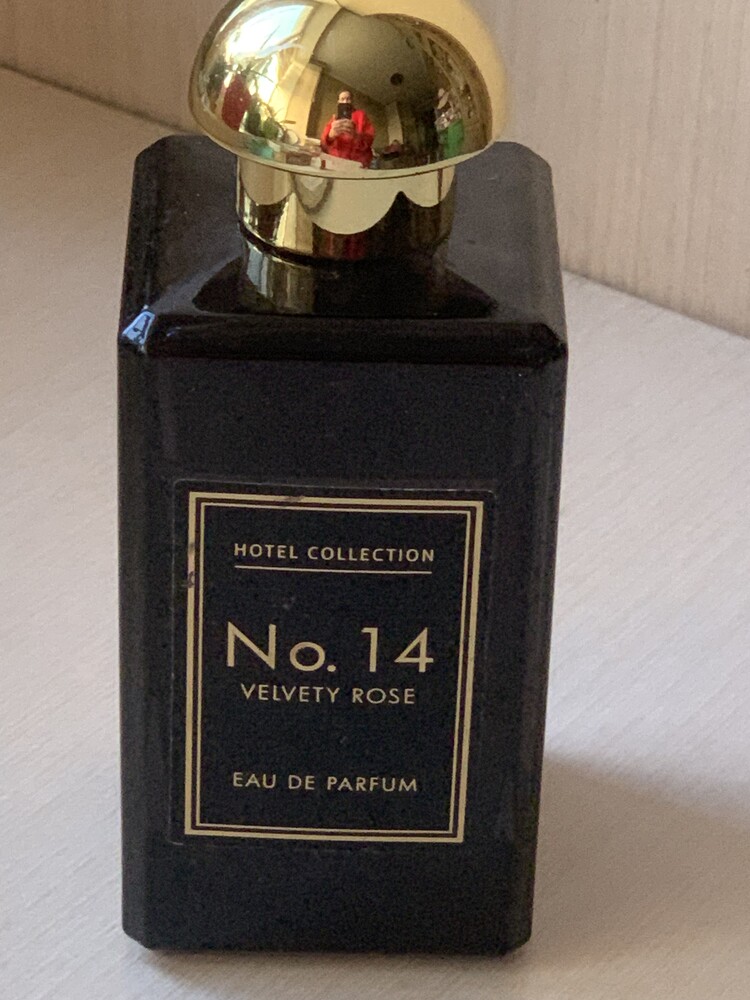 HOTEL COLLECTION
No. 14
VELVETY ROSE
EAU DE PARFUM